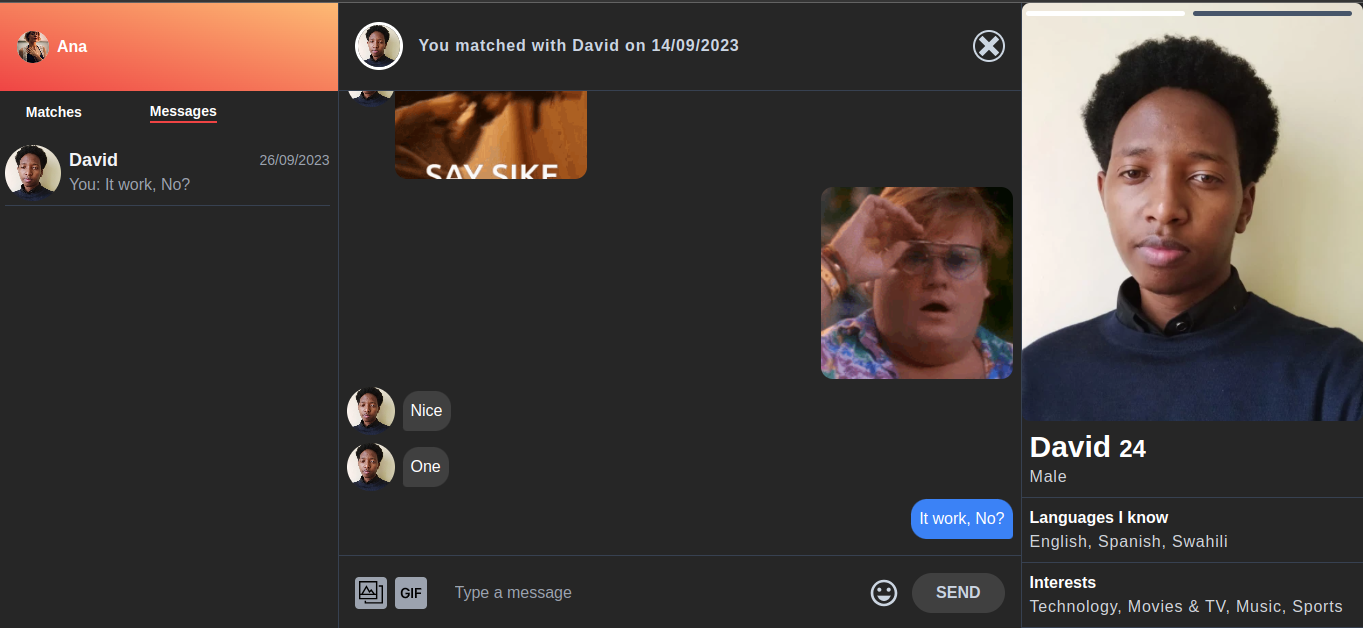 Ana
Matches
Messages
David
26/09/2023
You: It work, No?
You matched with David on 14/09/2023
SAY SIKE
Nice
One
It work, No?
GIF
Type a message
SEND
David 24
Male
Languages I know
English, Spanish, Swahili
Interests
Technology, Movies & TV, Music, Sports